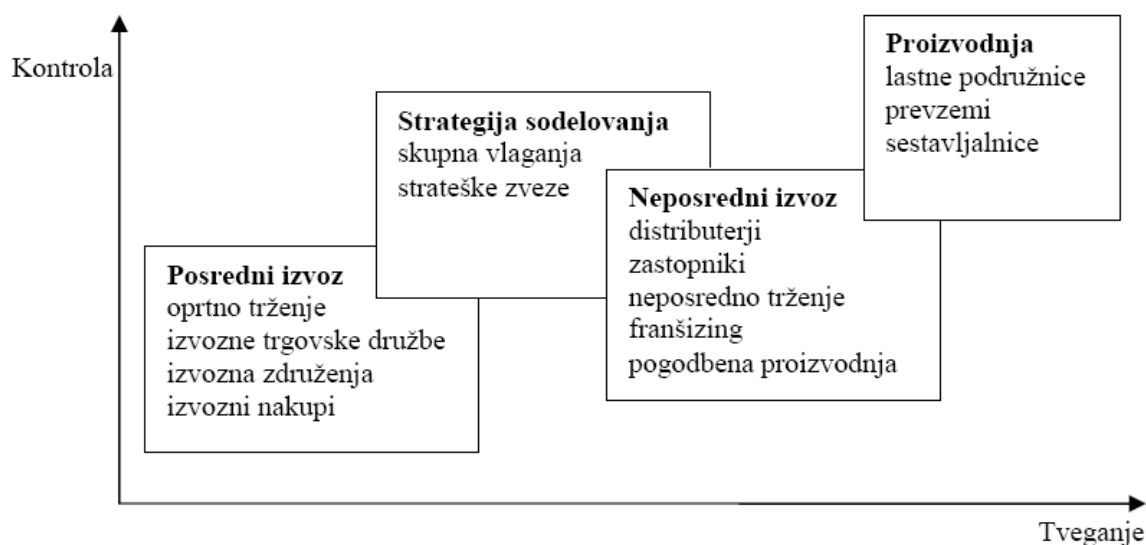 Kontrola
Proizvodnja
lastne podružnice
prevzemi
sestavljalnice
Strategija sodelovanja
skupna vlaganja
strateške zveze
Neposredni izvoz
distributerji
zastopniki
neposredno trženje
franšizing
pogodbena proizvodnja
Posredni izvoz
oprtno trženje
izvozne trgovske družbe
izvozna združenja
izvozni nakupi
Tveganje